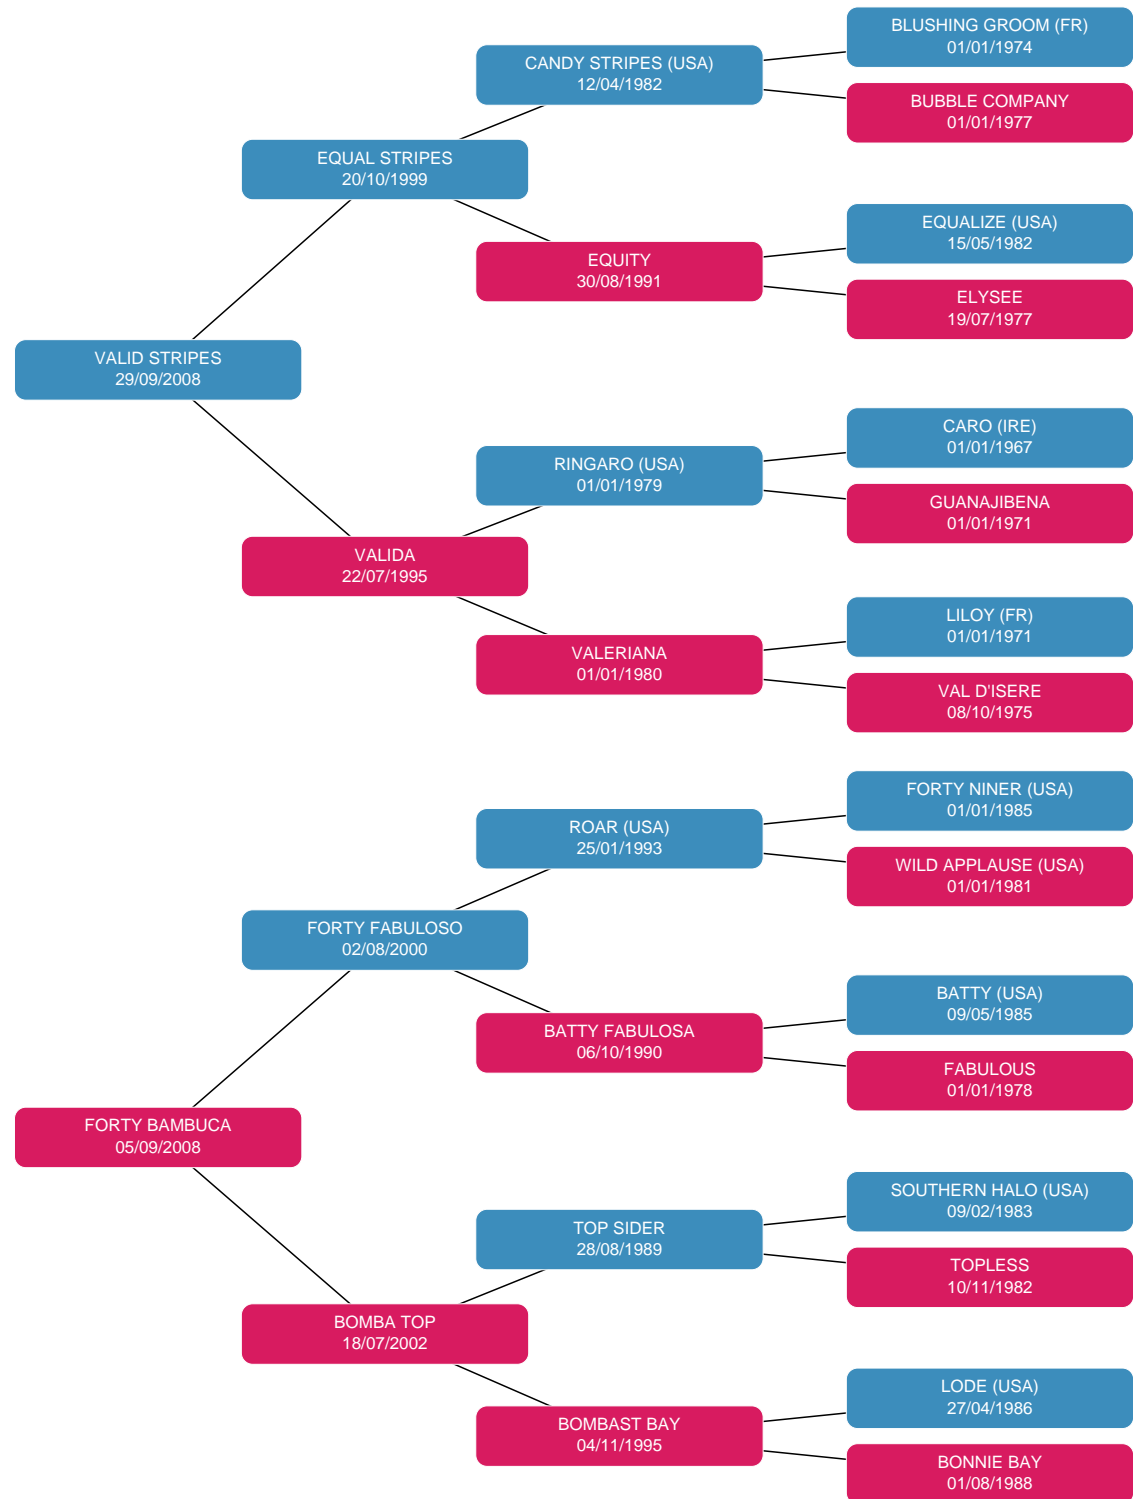 BLUSHING GROOM (FR)
01/01/1974
CANDY STRIPES (USA)
12/04/1982
BUBBLE COMPANY
01/01/1977
EQUAL STRIPES
20/10/1999
EQUALIZE (USA)
15/05/1982
EQUITY
30/08/1991
ELYSEE
19/07/1977
VALID STRIPES
29/09/2008
CARO (IRE)
01/01/1967
RINGARO (USA)
01/01/1979
GUANAJIBENA
01/01/1971
VALIDA
22/07/1995
LILOY (FR)
01/01/1971
VALERIANA
01/01/1980
VAL D'ISERE
08/10/1975
FORTY NINER (USA)
01/01/1985
ROAR (USA)
25/01/1993
WILD APPLAUSE (USA)
01/01/1981
FORTY FABULOSO
02/08/2000
BATTY (USA)
09/05/1985
BATTY FABULOSA
06/10/1990
FABULOUS
01/01/1978
FORTY BAMBUCA
05/09/2008
SOUTHERN HALO (USA)
09/02/1983
TOP SIDER
28/08/1989
TOPLESS
10/11/1982
BOMBA TOP
18/07/2002
LODE (USA)
27/04/1986
BOMBAST BAY
04/11/1995
BONNIE BAY
01/08/1988